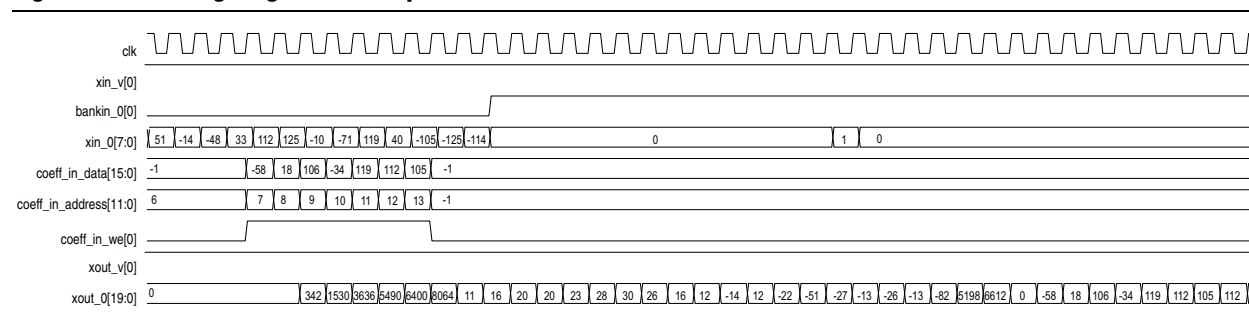 clk
xin_v[0]
bankin_0[0]
xin_0[7:0] 51 -14 -48 33 112 125 -10 -71 119 40 -105 -125 -114 0 1 0
coeff_in_data[15:0] -1 -58 18 106 -34 119 112 105 -1
coeff_in_address[11:0] 6 7 8 9 10 11 12 13 -1
coeff_in_we[0]
xout_v[0]
xout_0[19:0] 0 342 1530 3636 5490 6400 8064 11 16 20 20 23 28 30 26 16 12 -14 12 -22 -51 -27 -13 -26 -13 -82 5198 6612 0 -58 18 106 -34 119 112 105 112